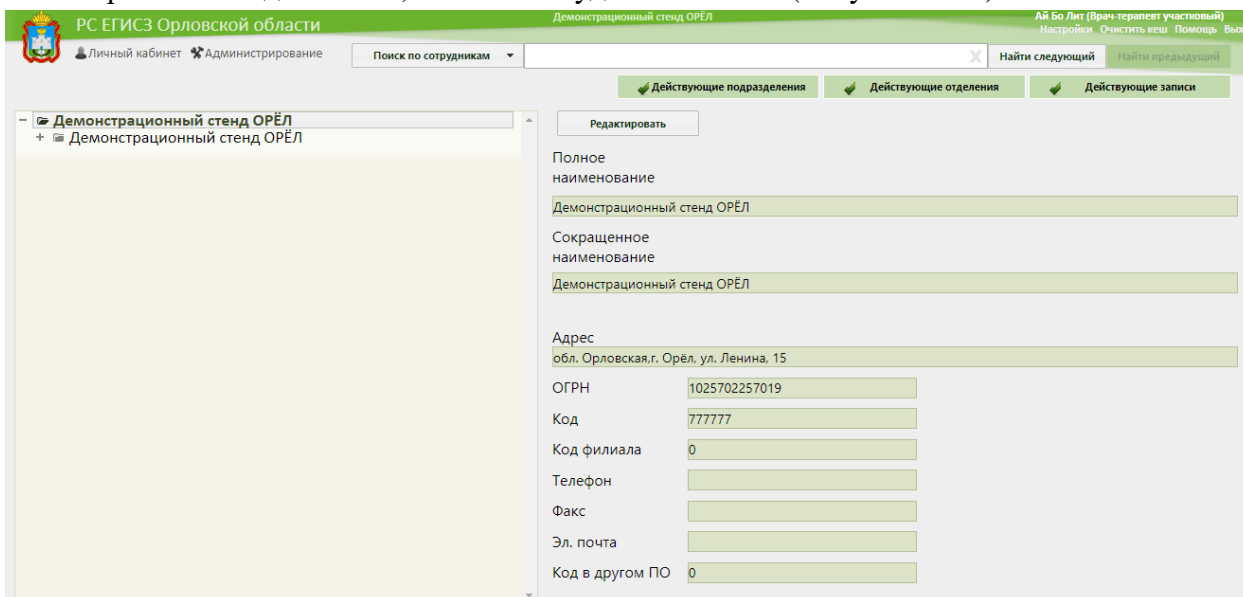 РС ЕГИСЗ Орловской области
Демонстрационный стенд ОРЁЛ
Ай Бо Лит (Врач-терапевт участковый)
Настройки Очистить кеш Помощь Вых
Личный кабинет Администрирование
Поиск по сотрудникам
X
Найти следующий
Найти предыдущий
Действующие подразделения
Действующие отделения
Действующие записи
Демонстрационный стенд ОРЁЛ
Демонстрационный стенд ОРЁЛ
Редактировать
Полное
наименование
Демонстрационный стенд ОРЁЛ
Сокращенное
наименование
Демонстрационный стенд ОРЁЛ
Адрес
обл. Орловская,г. Орёл, ул. Ленина, 15
ОГРН 1025702257019
Код 777777
Код филиала 0
Телефон
Факс
Эл. почта
Код в другом ПО 0